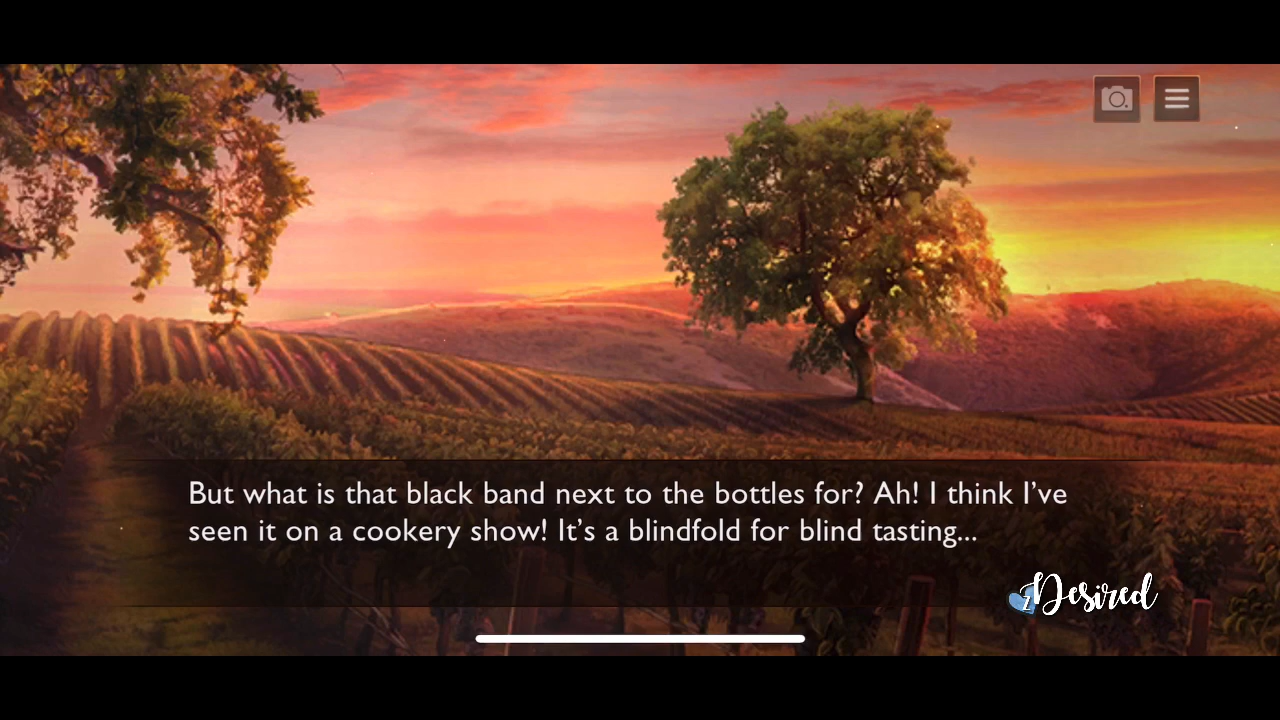 But what is that black band next to the bottles for? Ah! I think I've
seen it on a cookery show! It's a blindfold for blind tasting...
zDesired